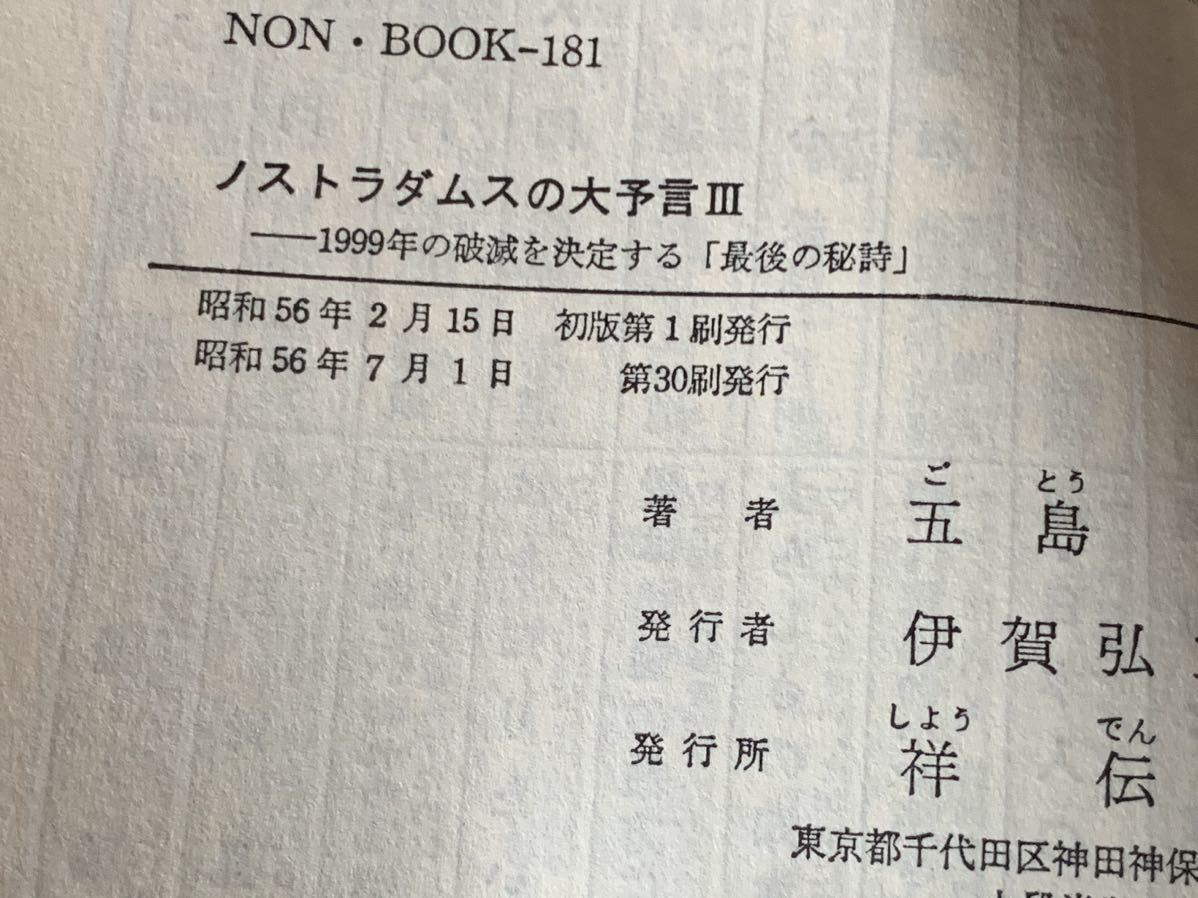 NON・BOOK-181
ノストラダムスの大予言Ⅲ
——1999年の破滅を決定する「最後の秘詩」
昭和56年2月15日 初版第1刷発行
昭和56年7月1日 第30刷発行
ご とう
著者 五島
発行者 伊賀弘
しよう でん
発行所 祥伝
東京都千代田区神田神保